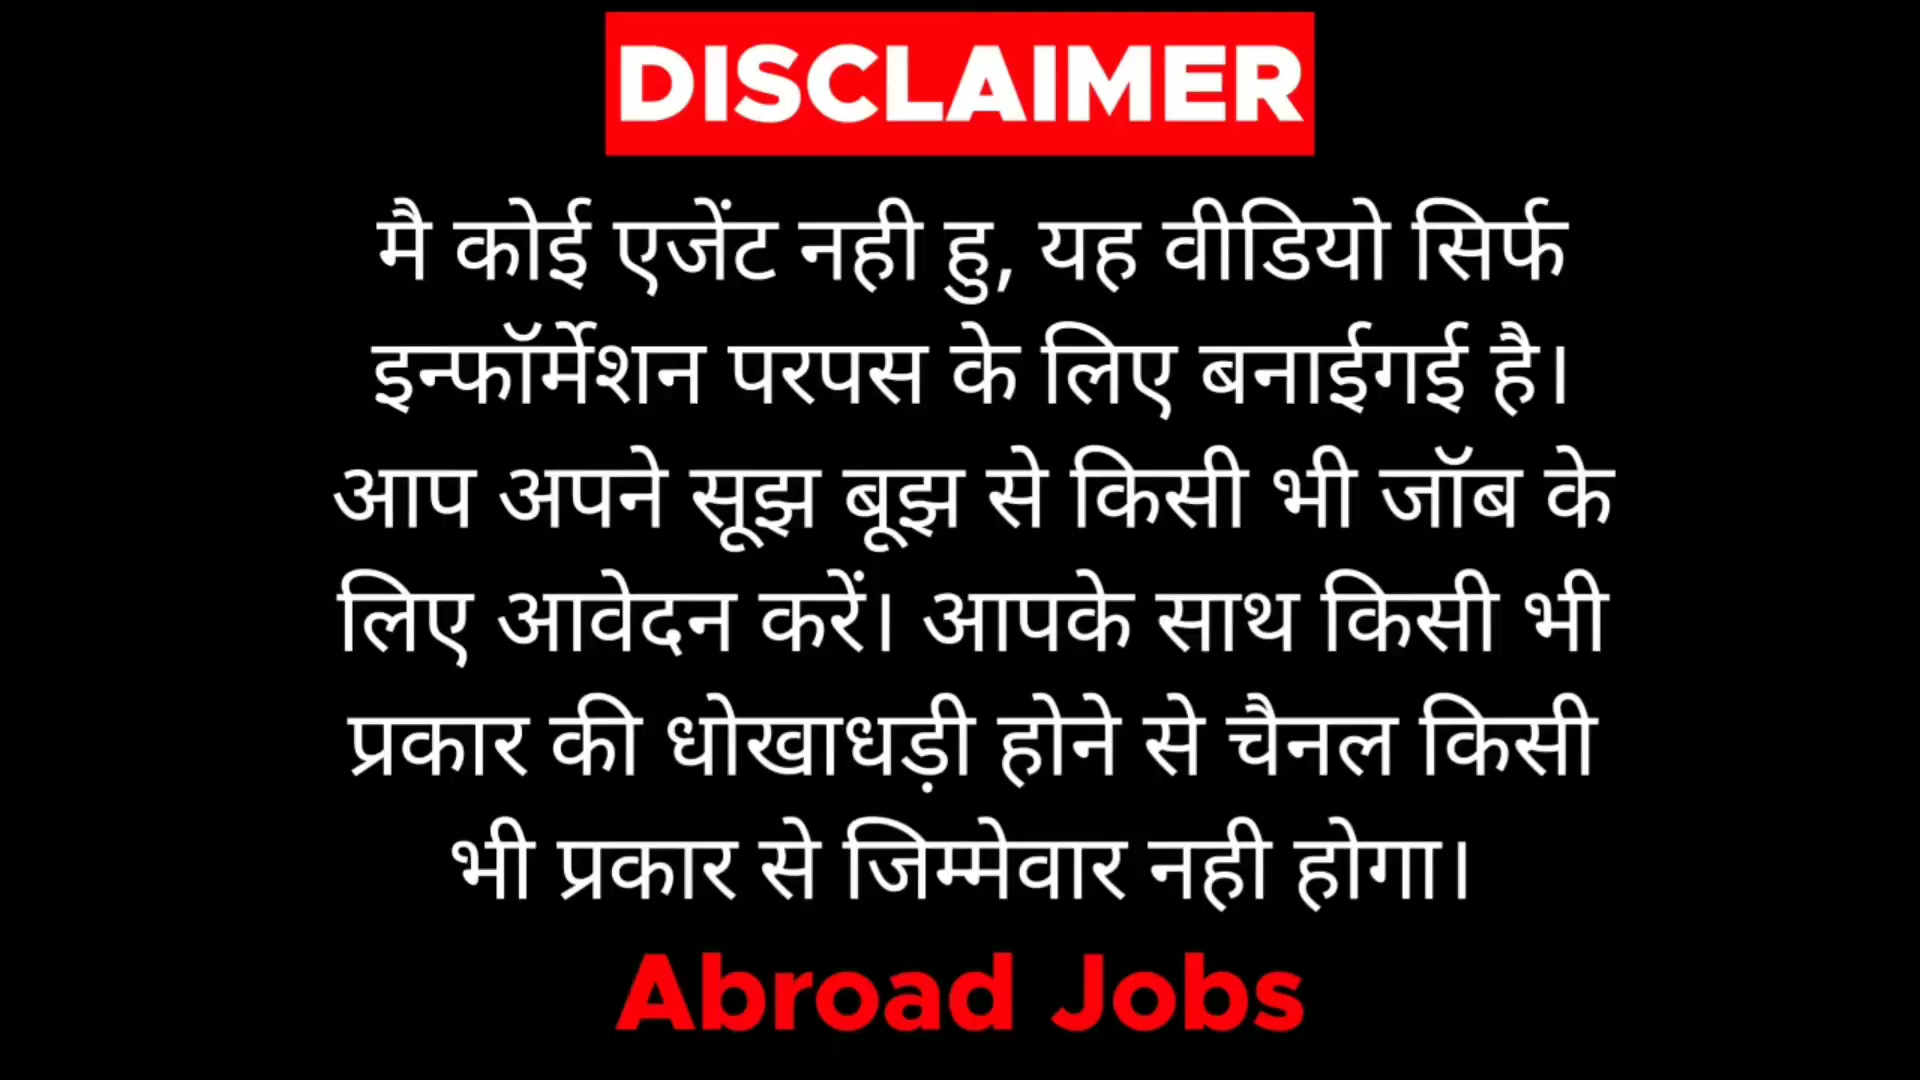 DISCLAIMER
मै कोई एजेंट नही हु, यह वीडियो सिर्फ
इन्फॉर्मेशन परपस के लिए बनाईगई है।
आप अपने सूझ बूझ से किसी भी जॉब के
लिए आवेदन करें। आपके साथ किसी भी
प्रकार की धोखाधड़ी होने से चैनल किसी
भी प्रकार से जिम्मेवार नही होगा।
Abroad Jobs